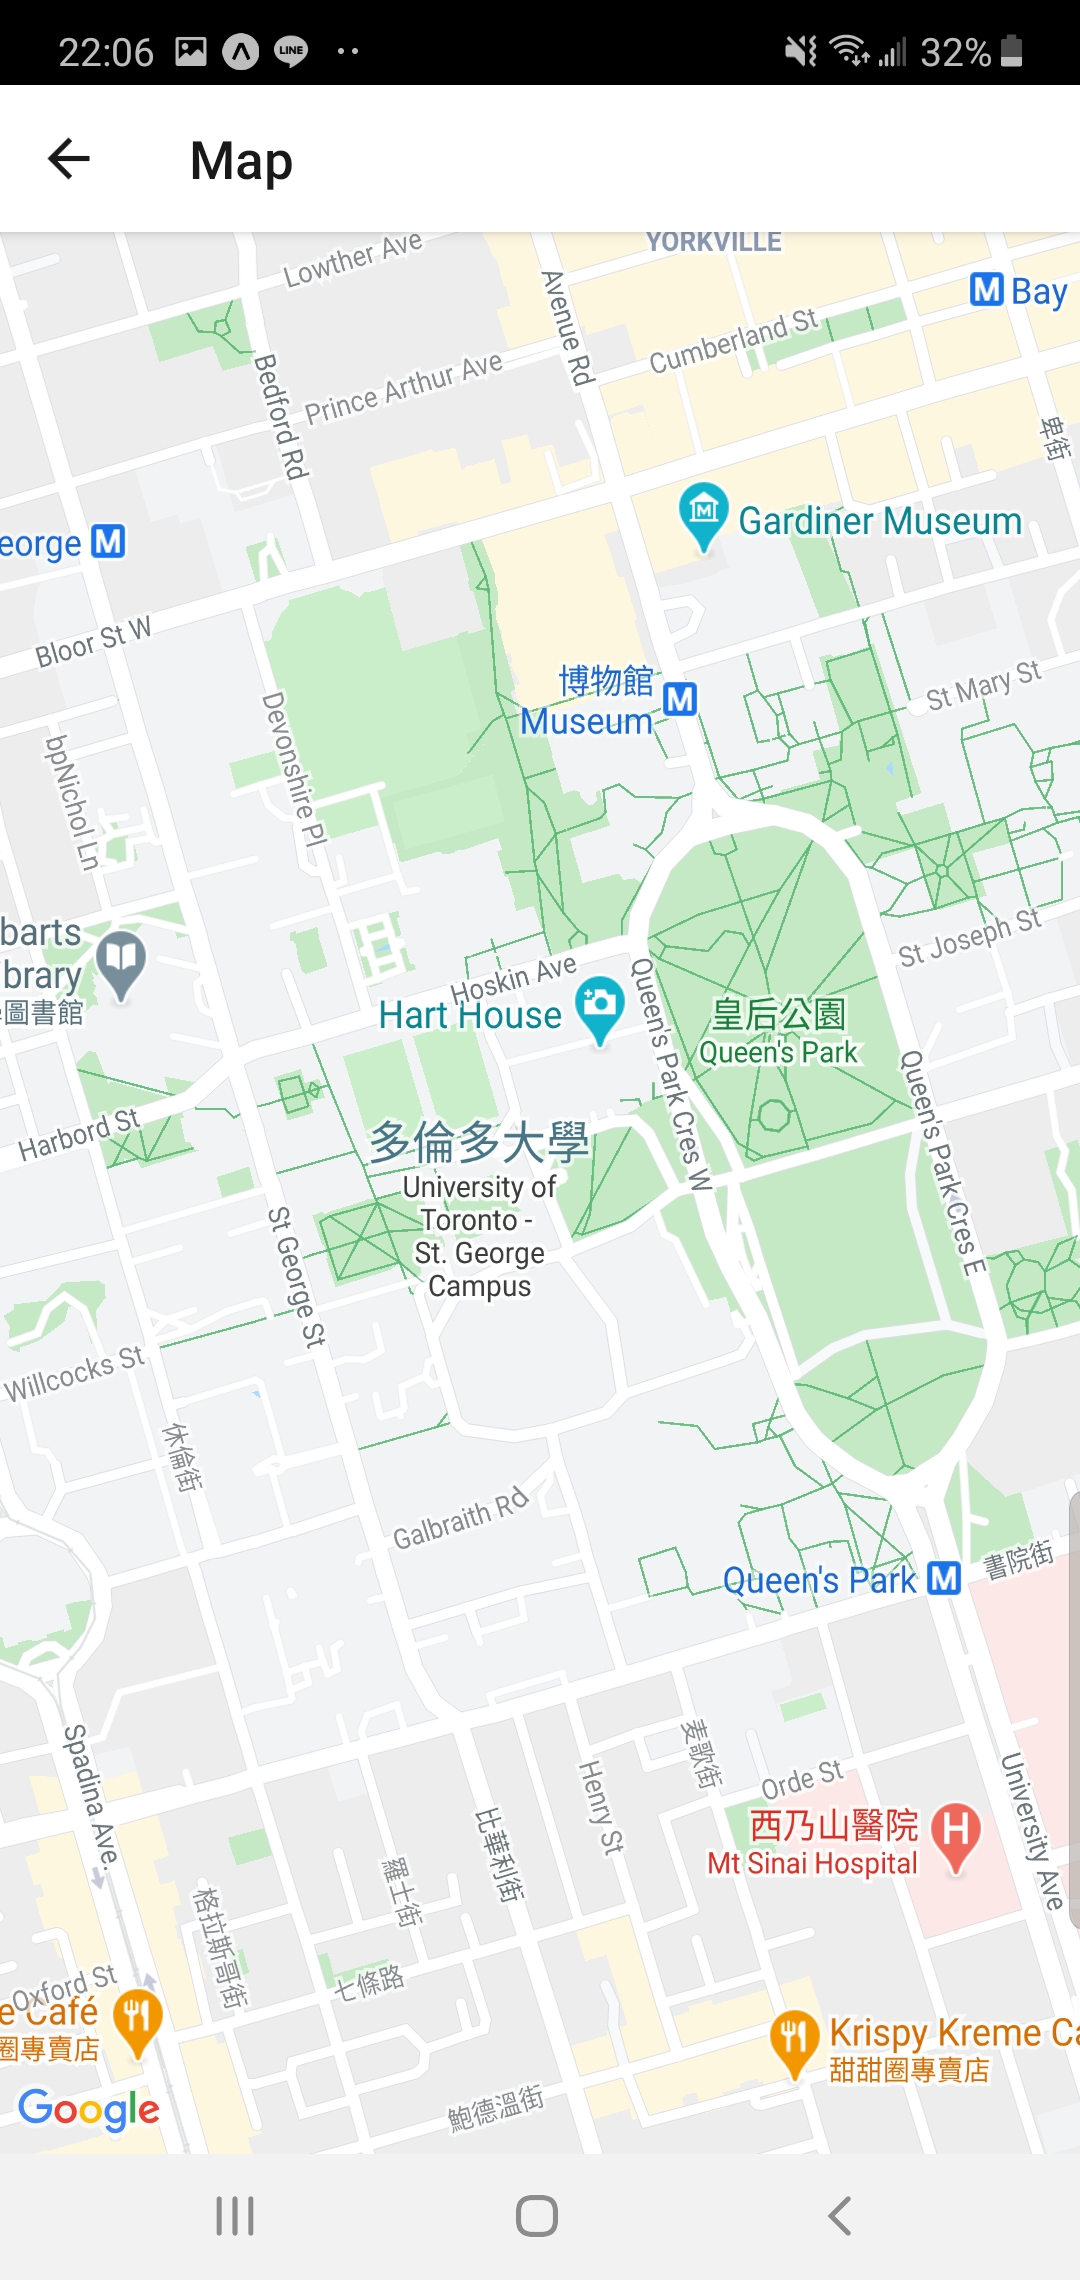 22:06
LINE
32%
Map
Lowther Ave
YORKVILLE
M Bay
Avenue Rd
Cumberland St
Prince Arthur Ave
Bedford Rd
卑街
M Gardiner Museum
eorge M
Bloor St W
博物館
Museum M
St Mary St
Devonshire Pl
bpNichol Ln
barts
ibrary
圖書館
Hoskin Ave
St Joseph St
Hart House
Queen's Park Cres W
皇后公園
Queen's Park
Queen's Park Cres E
Harbord St
多倫多大學
University of
Toronto -
St. George
Campus
St George St
Willcocks St
休倫街
Galbraith Rd
Queen's Park M
書院街
Spadina Ave.
麦歌街
Henry St
Orde St
University Ave
西乃山醫院
Mt Sinai Hospital
H
比華利街
羅士街
格拉斯哥街
七條路
Oxford St
e Café
圈專賣店
Krispy Kreme Ca
甜甜圈專賣店
鮑德溫街
Google